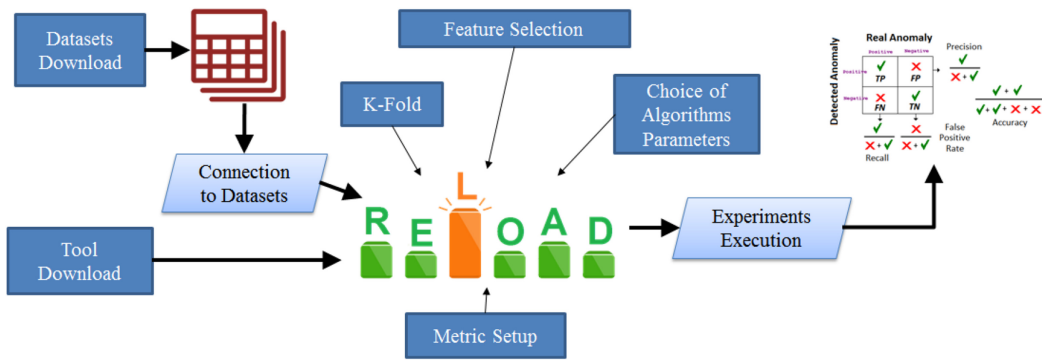 Datasets
Download
Feature Selection
K-Fold
Choice of
Algorithms
Parameters
Connection
to Datasets
Tool
Download
R E L O A D
Metric Setup
Experiments
Execution
Real Anomaly
Positive Negative
Detected Anomaly
Positive
TP FP
Negative
FN TN
Precision
✓
✗ + ✓
✓ + ✓
✓ + ✓ + ✗ + ✗
Accuracy
✓
✗ + ✓
Recall
✗
✗ + ✓
False
Positive
Rate